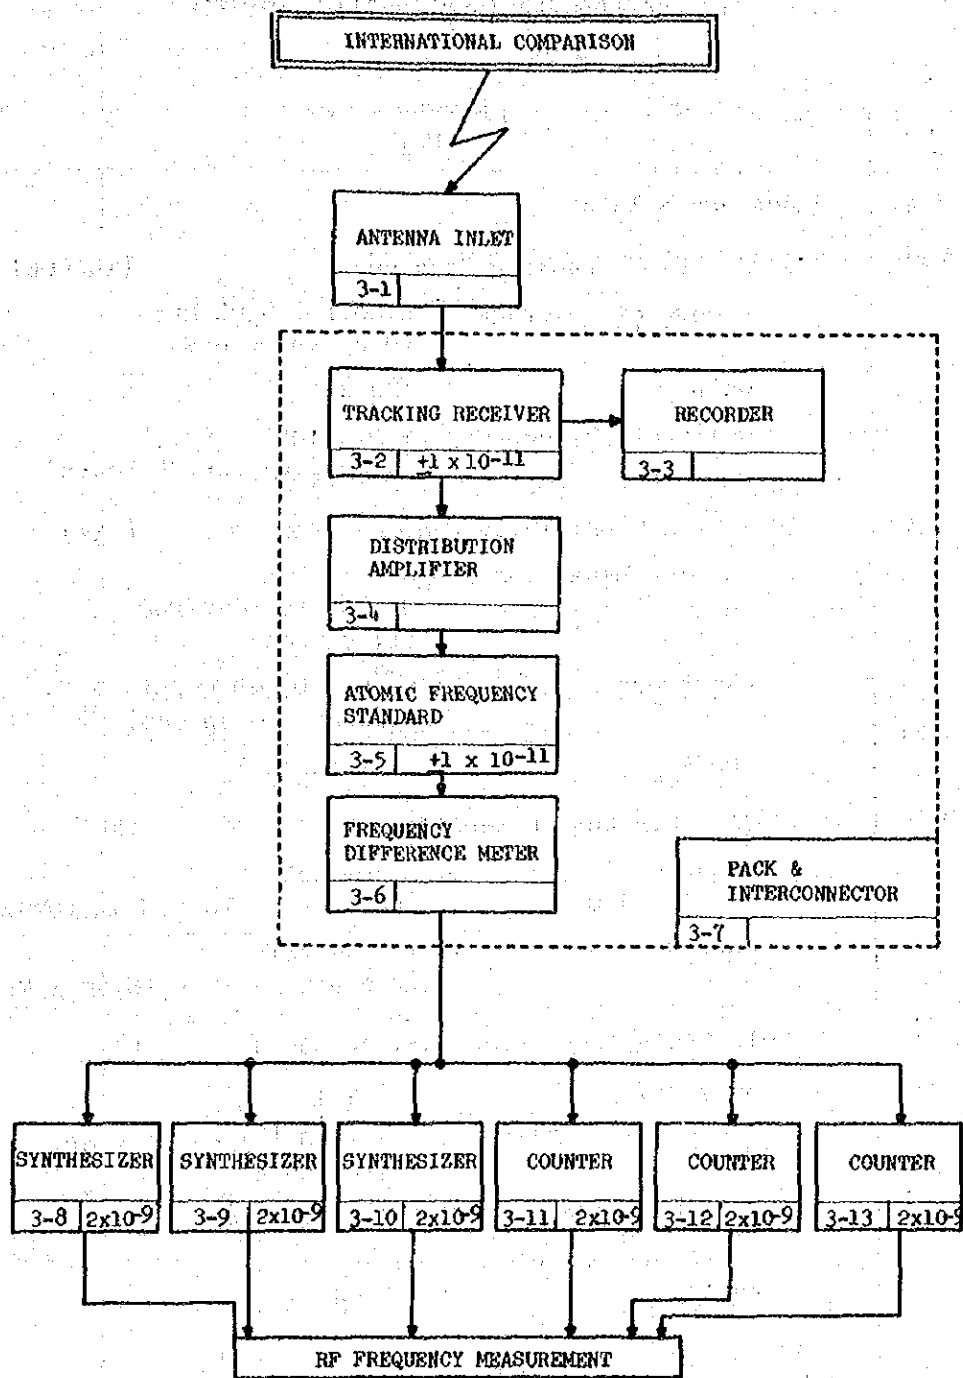 INTERNATIONAL COMPARISON
ANTENNA INLET
3-1
TRACKING RECEIVER
3-2 ±1 x 10-11
RECORDER
3-3
DISTRIBUTION
AMPLIFIER
3-4
ATOMIC FREQUENCY
STANDARD
3-5 ±1 x 10-11
FREQUENCY
DIFFERENCE METER
3-6
PACK &
INTERCONNECTOR
3-7
SYNTHESIZER
3-8 2x10-9
SYNTHESIZER
3-9 2x10-9
SYNTHESIZER
3-10 2x10-9
COUNTER
3-11 2x10-9
COUNTER
3-12 2x10-9
COUNTER
3-13 2x10-9
RF FREQUENCY MEASUREMENT